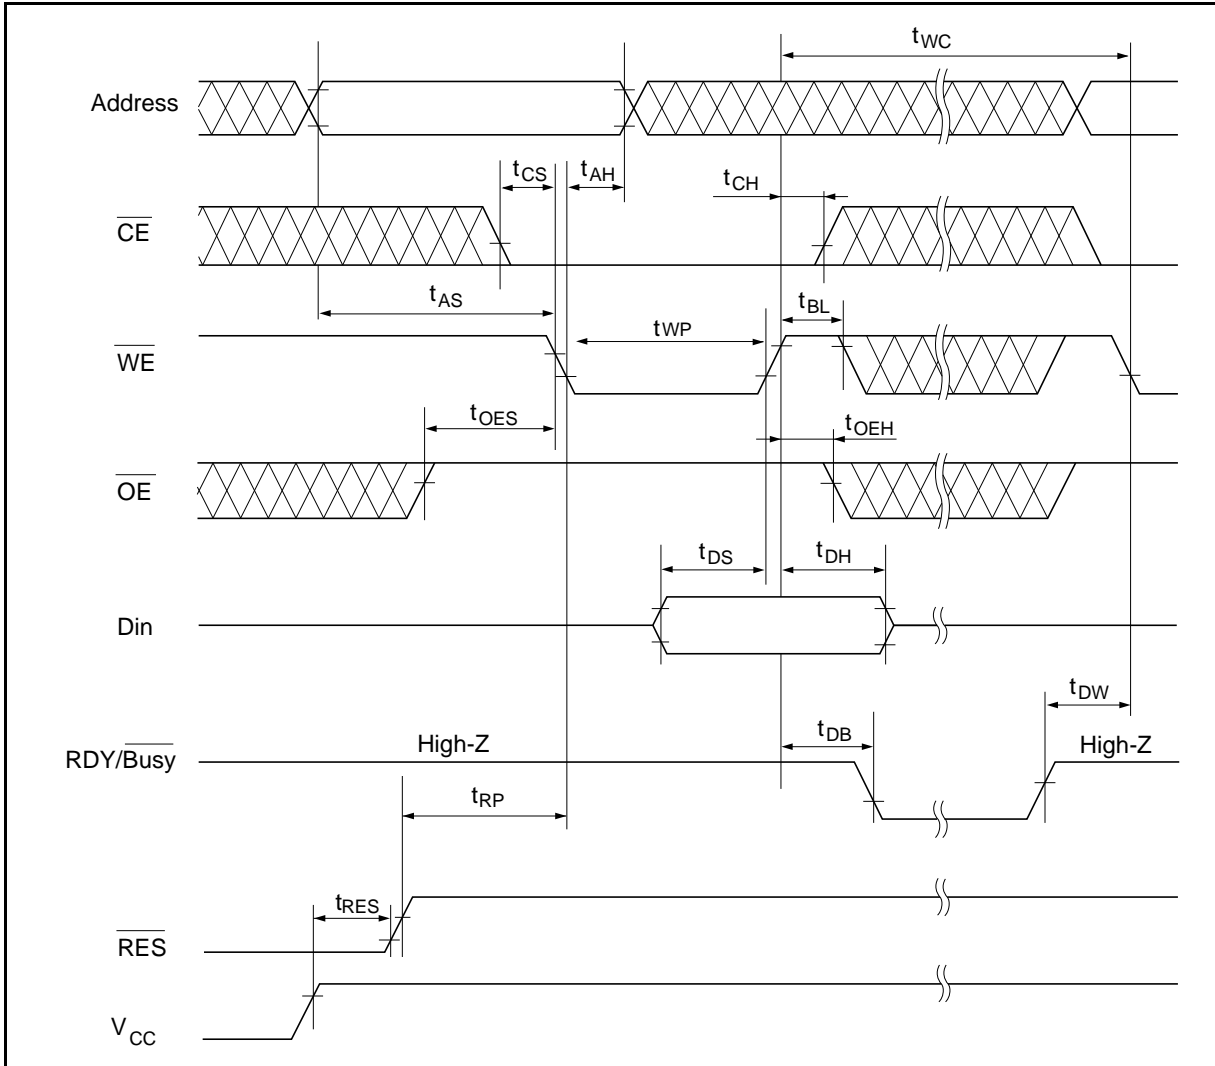 tWC
Address
tCS
tAH
tCH
CE
tAS
tBL
tWP
WE
tOES
tOEH
OE
tDS
tDH
Din
tDW
tDB
High-Z
High-Z
RDY/Busy
tRP
tRES
RES
VCC